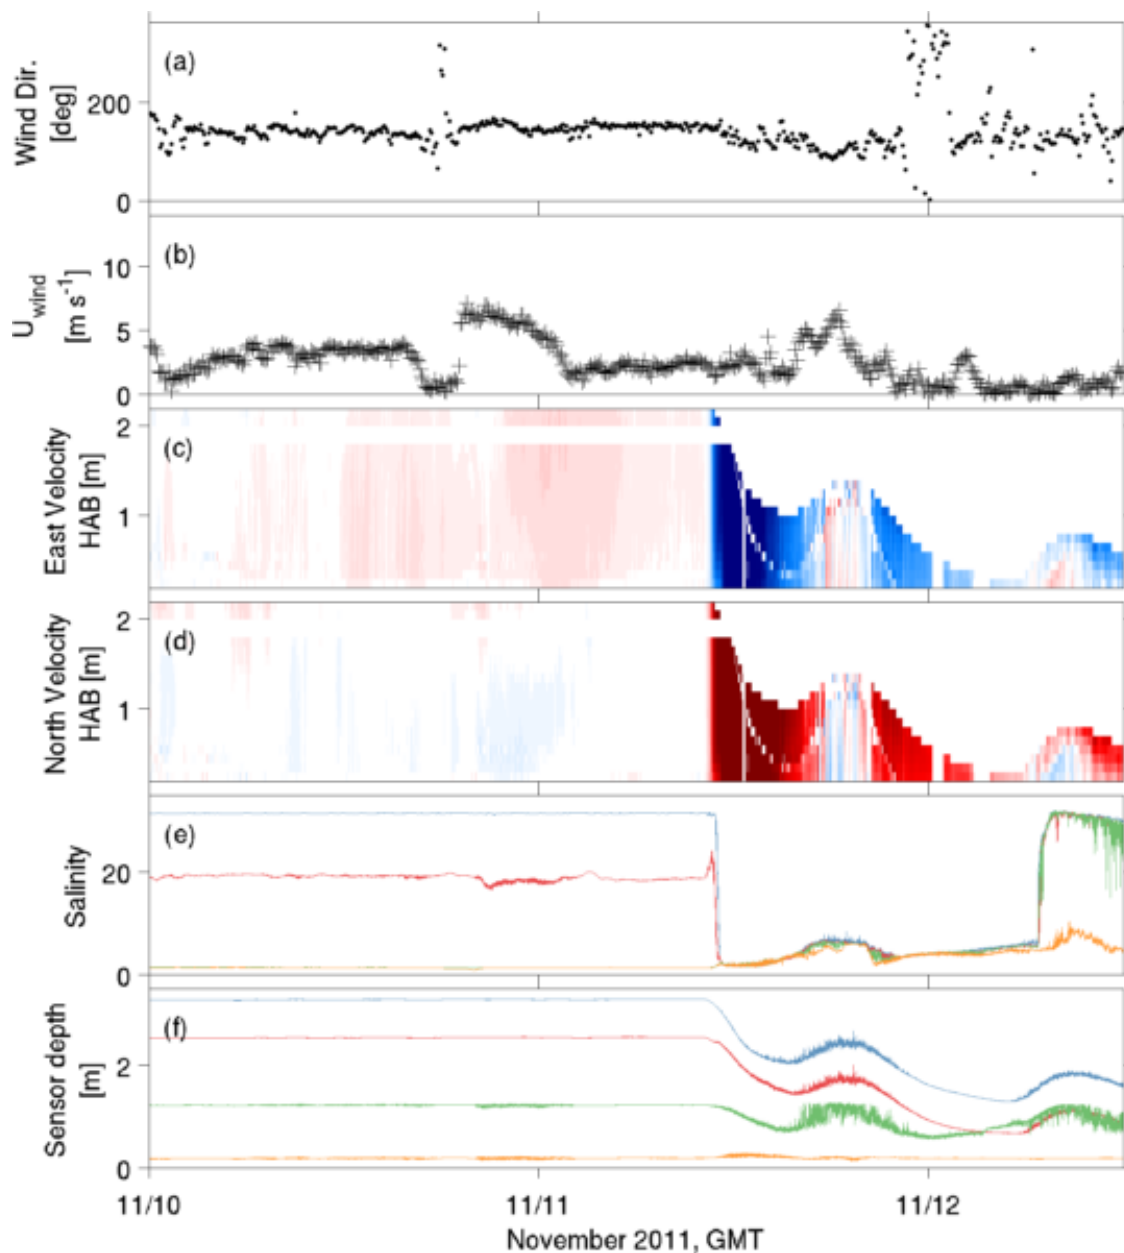 (a)
Wind Dir.
[deg]
200
0
(b)
U_wind
[m s⁻¹]
10
5
0
(c)
East Velocity
HAB [m]
2
1
(d)
North Velocity
HAB [m]
2
1
(e)
Salinity
20
0
(f)
Sensor depth
[m]
2
0
11/10
11/11
11/12
November 2011, GMT